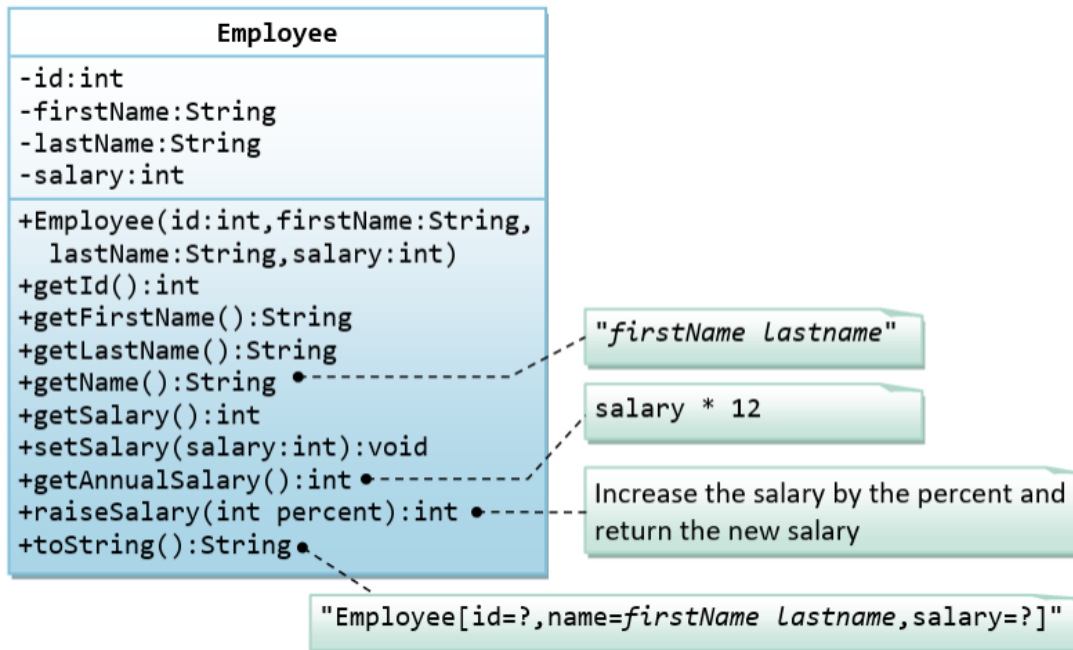 Employee
-id:int
-firstName:String
-lastName:String
-salary:int
+Employee(id:int,firstName:String,
lastName:String,salary:int)
+getId():int
+getFirstName():String
+getLastName():String
+getName():String
+getSalary():int
+setSalary(salary:int):void
+getAnnualSalary():int
+raiseSalary(int percent):int
+toString():String
"firstName lastname"
salary * 12
Increase the salary by the percent and
return the new salary
"Employee[id=?,name=firstName lastname,salary=?]"